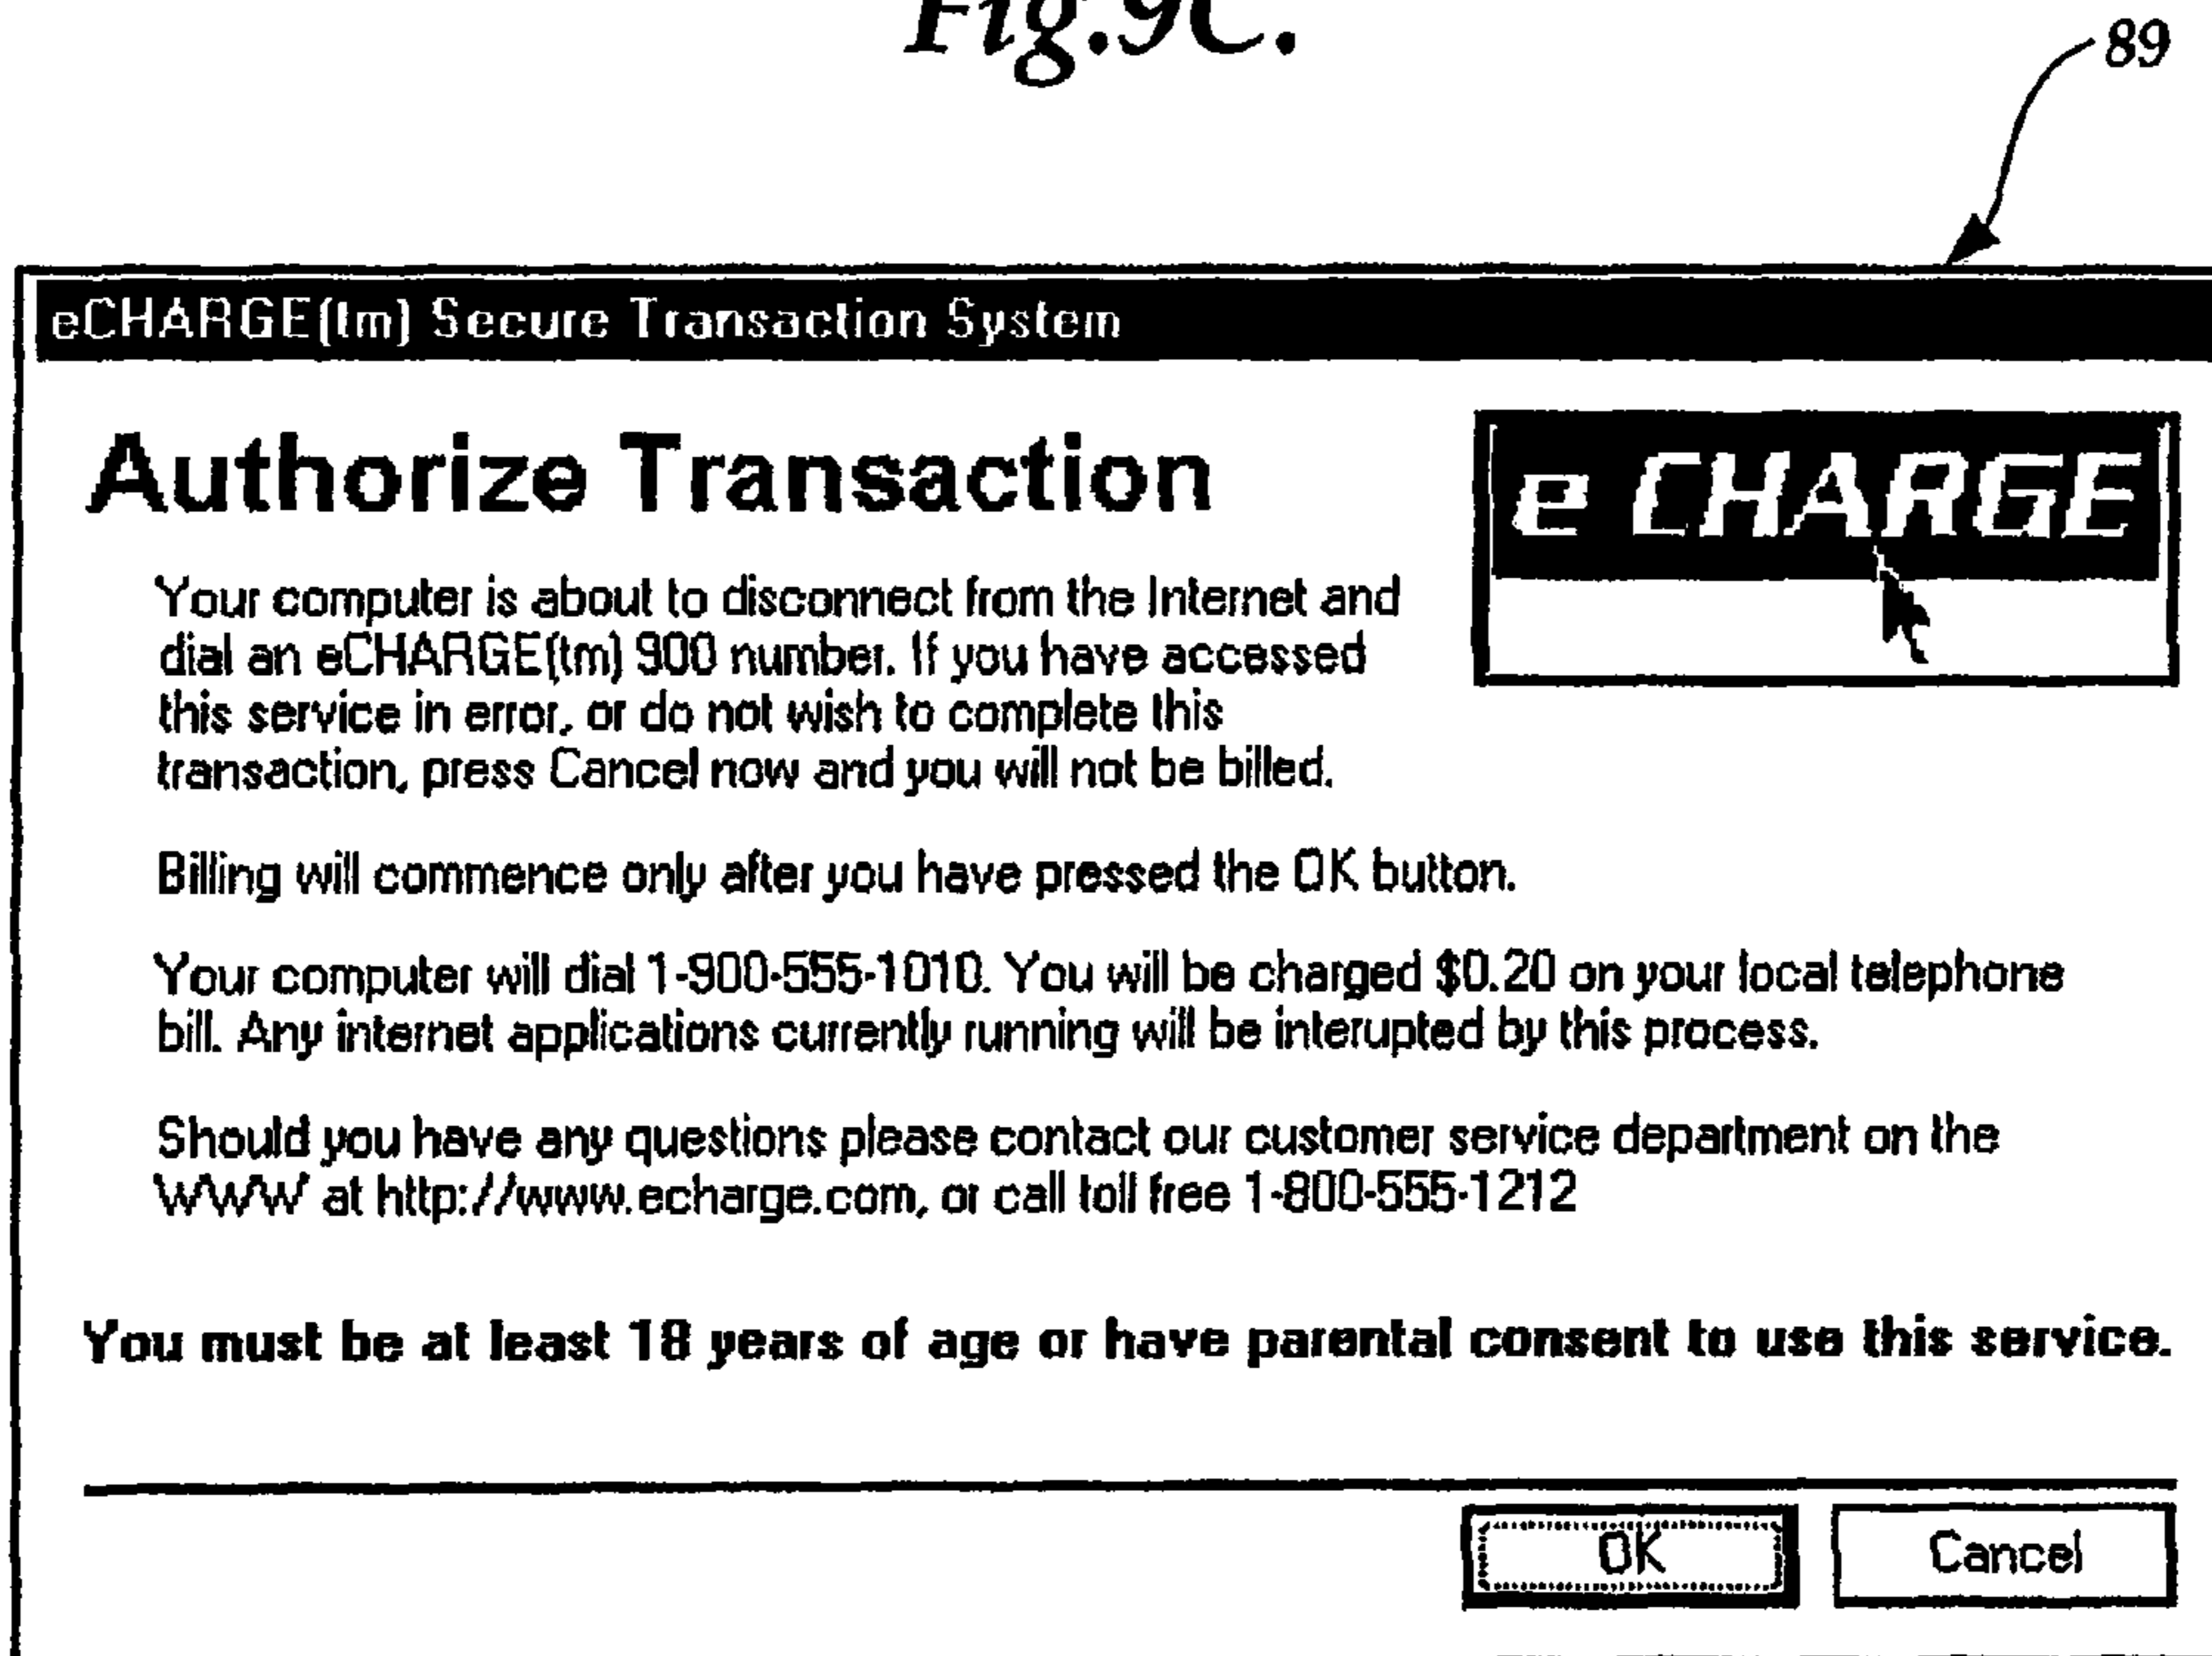 Fig.9C.
89
eCHARGE(tm) Secure Transaction System
Authorize Transaction
e CHARGE
Your computer is about to disconnect from the Internet and
dial an eCHARGE(tm) 900 number. If you have accessed
this service in error, or do not wish to complete this
transaction, press Cancel now and you will not be billed.
Billing will commence only after you have pressed the OK button.
Your computer will dial 1-900-555-1010. You will be charged $0.20 on your local telephone
bill. Any internet applications currently running will be interupted by this process.
Should you have any questions please contact our customer service department on the
WWW at http://www.echarge.com, or call toll free 1-800-555-1212
You must be at least 18 years of age or have parental consent to use this service.
OK Cancel